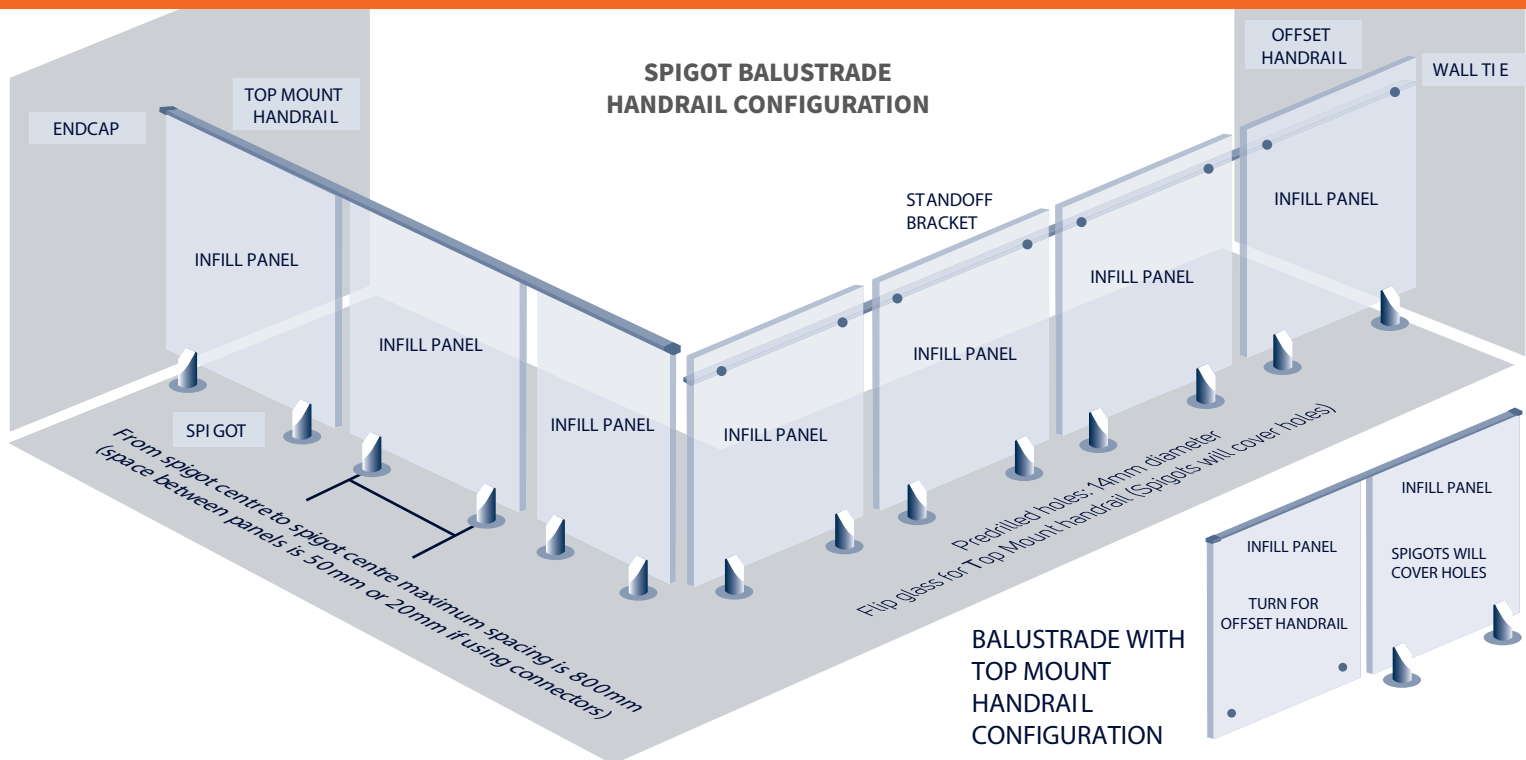 SPIGOT BALUSTRADE
HANDRAIL CONFIGURATION
ENDCAP
TOP MOUNT
HANDRAIL
OFFSET
HANDRAIL
WALL TIE
STANDOFF
BRACKET
INFILL PANEL
INFILL PANEL
INFILL PANEL
INFILL PANEL
INFILL PANEL
INFILL PANEL
INFILL PANEL
SPIGOT
From spigot centre to spigot centre maximum spacing is 800mm
(space between panels is 50mm or 20mm if using connectors)
Predrilled holes: 14mm diameter
Flip glass for Top Mount handrail (Spigots will cover holes)
BALUSTRADE WITH
TOP MOUNT
HANDRAIL
CONFIGURATION
INFILL PANEL
TURN FOR
OFFSET HANDRAIL
INFILL PANEL
SPIGOTS WILL
COVER HOLES